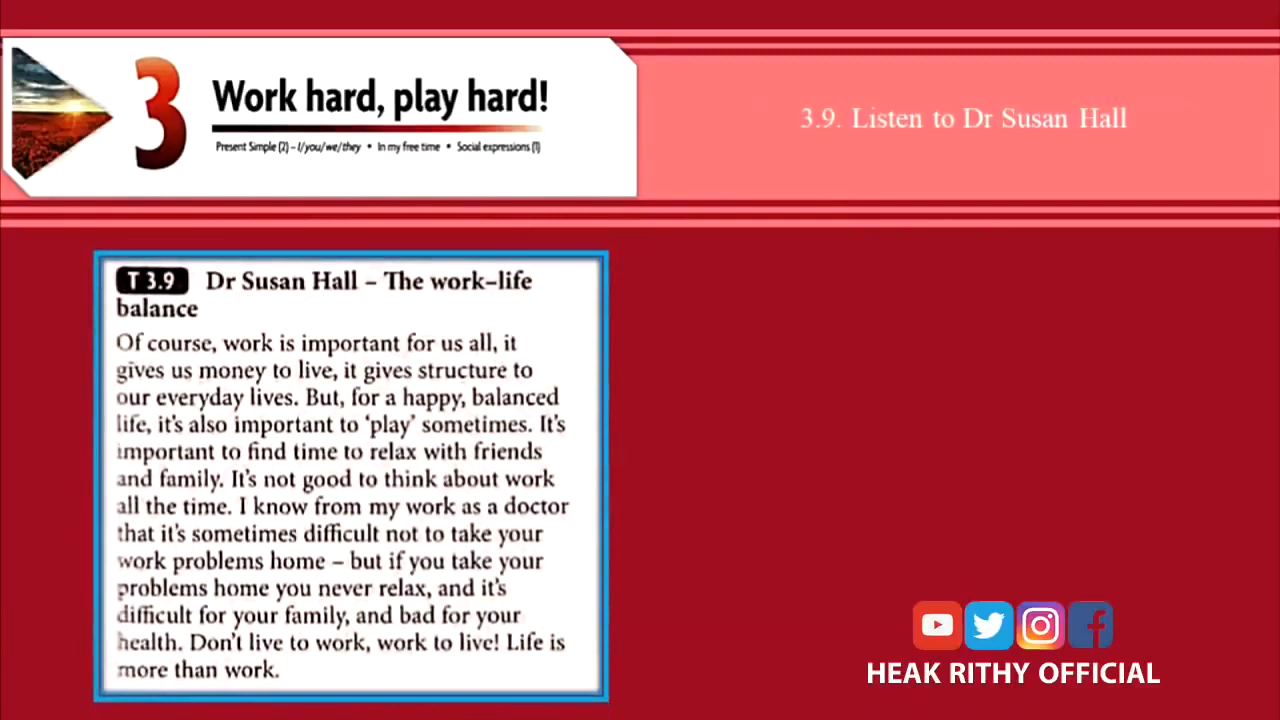 3
Work hard, play hard!
Present Simple (2) – I/you/we/they • In my free time • Social expressions (1)
3.9. Listen to Dr Susan Hall
T 3.9 Dr Susan Hall – The work–life
balance
Of course, work is important for us all, it
gives us money to live, it gives structure to
our everyday lives. But, for a happy, balanced
life, it's also important to ‘play’ sometimes. It's
important to find time to relax with friends
and family. It's not good to think about work
all the time. I know from my work as a doctor
that it's sometimes difficult not to take your
work problems home – but if you take your
problems home you never relax, and it's
difficult for your family, and bad for your
health. Don't live to work, work to live! Life is
more than work.
HEAK RITHY OFFICIAL